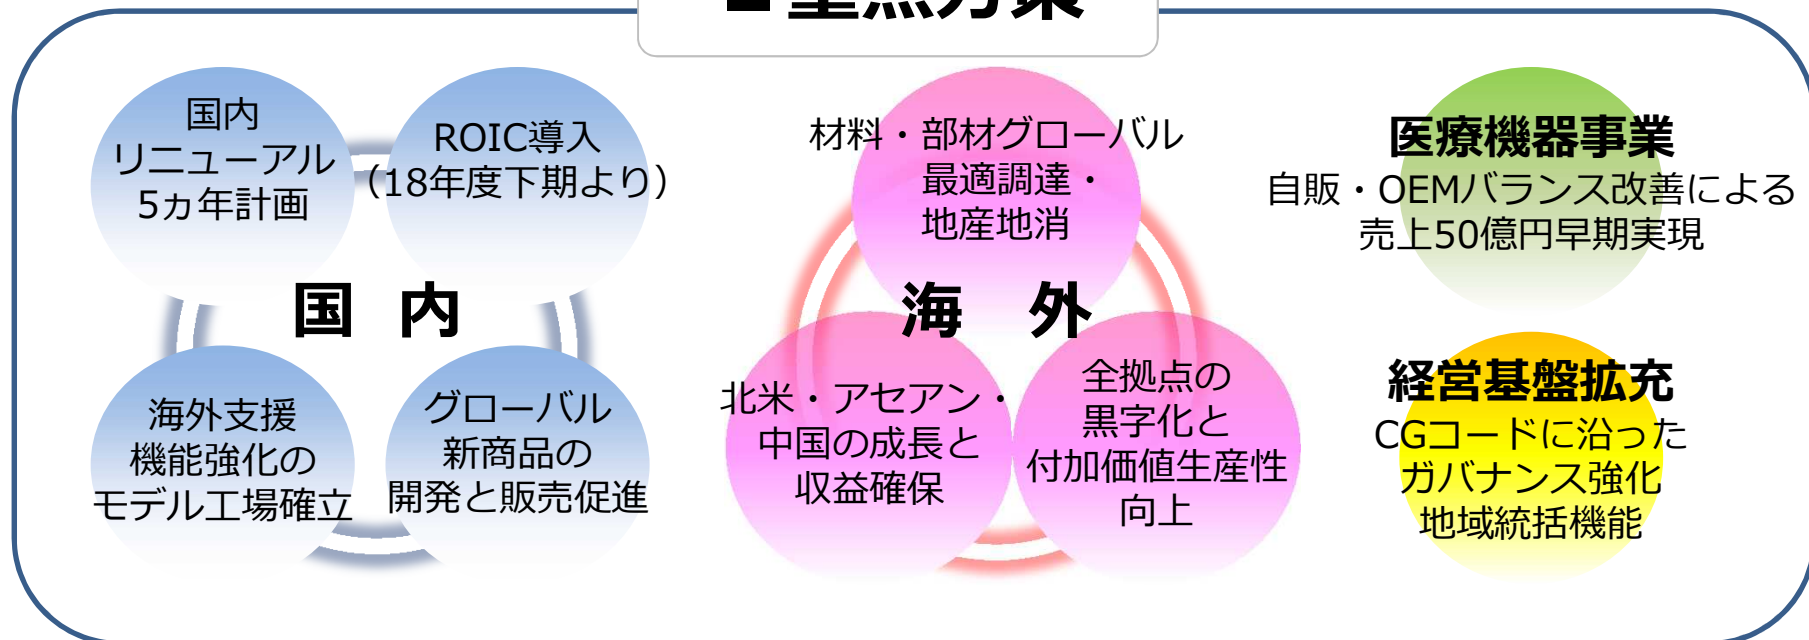 ■重点方策
国内
リニューアル
5ヵ年計画
ROIC導入
（18年度下期より）
国 内
海外支援
機能強化の
モデル工場確立
グローバル
新商品の
開発と販売促進
材料・部材グローバル
最適調達・
地産地消
海 外
北米・アセアン・
中国の成長と
収益確保
全拠点の
黒字化と
付加価値生産性
向上
医療機器事業
自販・OEMバランス改善による
売上50億円早期実現
経営基盤拡充
CGコードに沿った
ガバナンス強化
地域統括機能